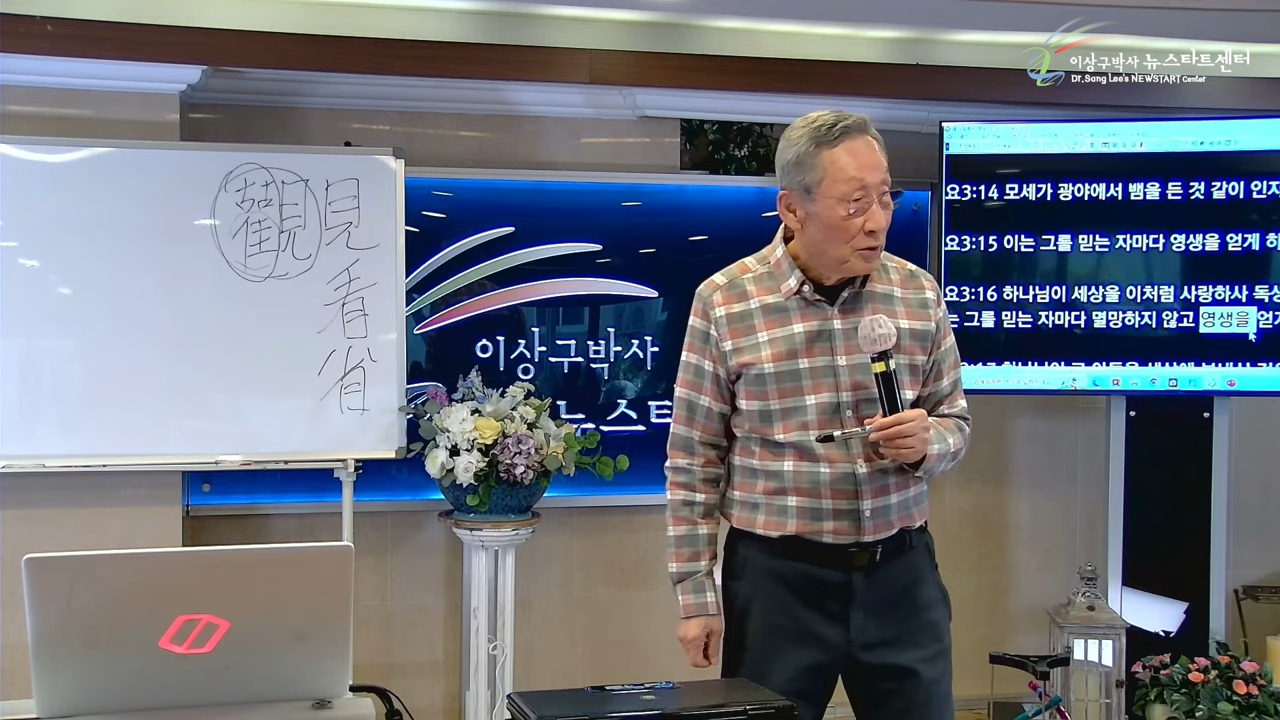 이상구박사 뉴스타트센터
Dr.Sang Lee's NEWSTART Center
觀 見
看
省
이상구박사
뉴스타
요3:14 모세가 광야에서 뱀을 든 것 같이 인자
요3:15 이는 그를 믿는 자마다 영생을 얻게 하
요3:16 하나님이 세상을 이처럼 사랑하사 독생
는 그를 믿는 자마다 멸망하지 않고 영생을 얻게